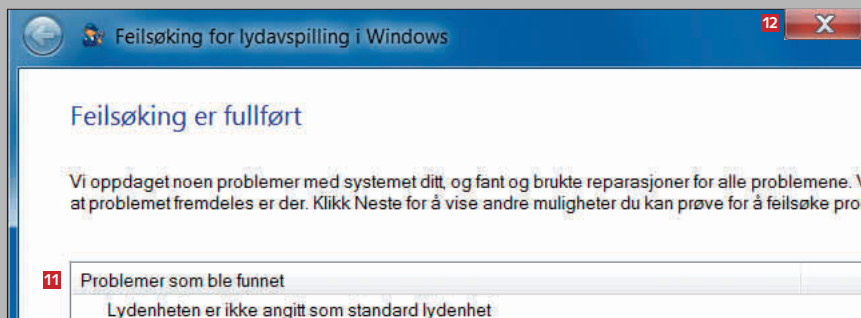 Feilsøking for lydavspilling i Windows
12
X
Feilsøking er fullført
Vi oppdaget noen problemer med systemet ditt, og fant og brukte reparasjoner for alle problemene.
at problemet fremdeles er der. Klikk Neste for å vise andre muligheter du kan prøve for å feilsøke
11 Problemer som ble funnet
Lydenheten er ikke angitt som standard lydenhet